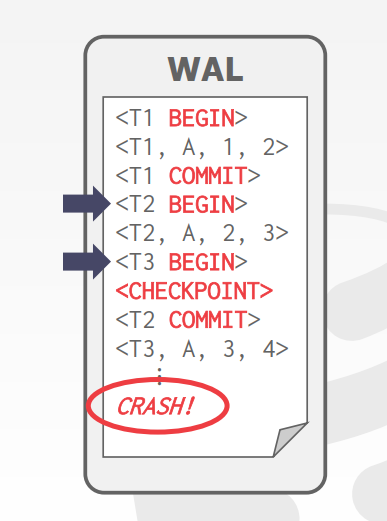 WAL
<T1 BEGIN>
<T1, A, 1, 2>
<T1 COMMIT>
<T2 BEGIN>
<T2, A, 2, 3>
<T3 BEGIN>
<CHECKPOINT>
<T2 COMMIT>
<T3, A, 3, 4>
⋮
CRASH!